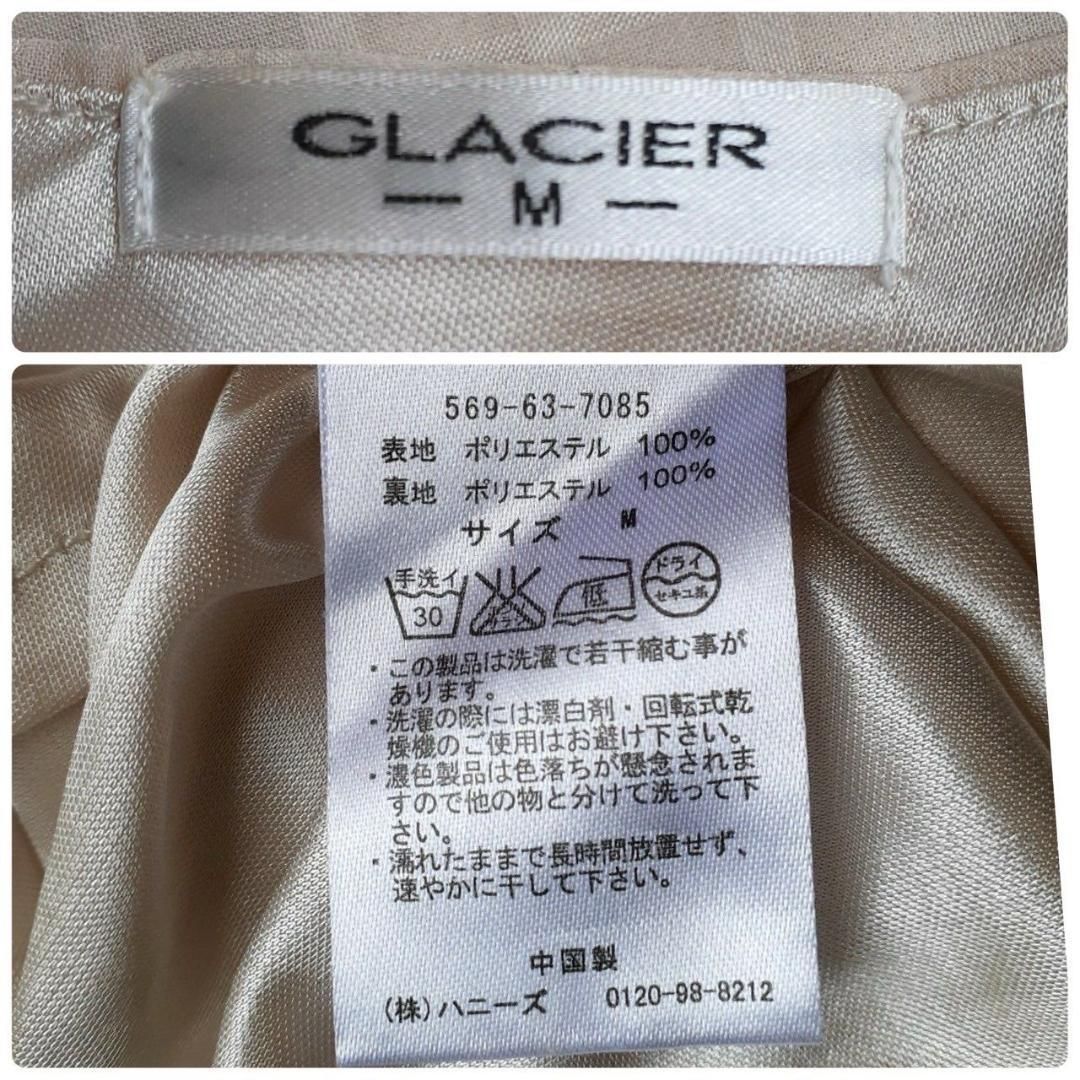 GLACIER
— M —
569-63-7085
表地 ポリエステル 100%
裏地 ポリエステル 100%
サイズ M
手洗イ 30 エンソサラシ 低 ドライ セキユ系
・この製品は洗濯で若干縮む事が
あります。
・洗濯の際には漂白剤・回転式乾
燥機のご使用はお避け下さい。
・濃色製品は色落ちが懸念されま
すので他の物と分けて洗って下
さい。
・濡れたままで長時間放置せず、
速やかに干して下さい。
中国製
(株)ハニーズ 0120-98-8212